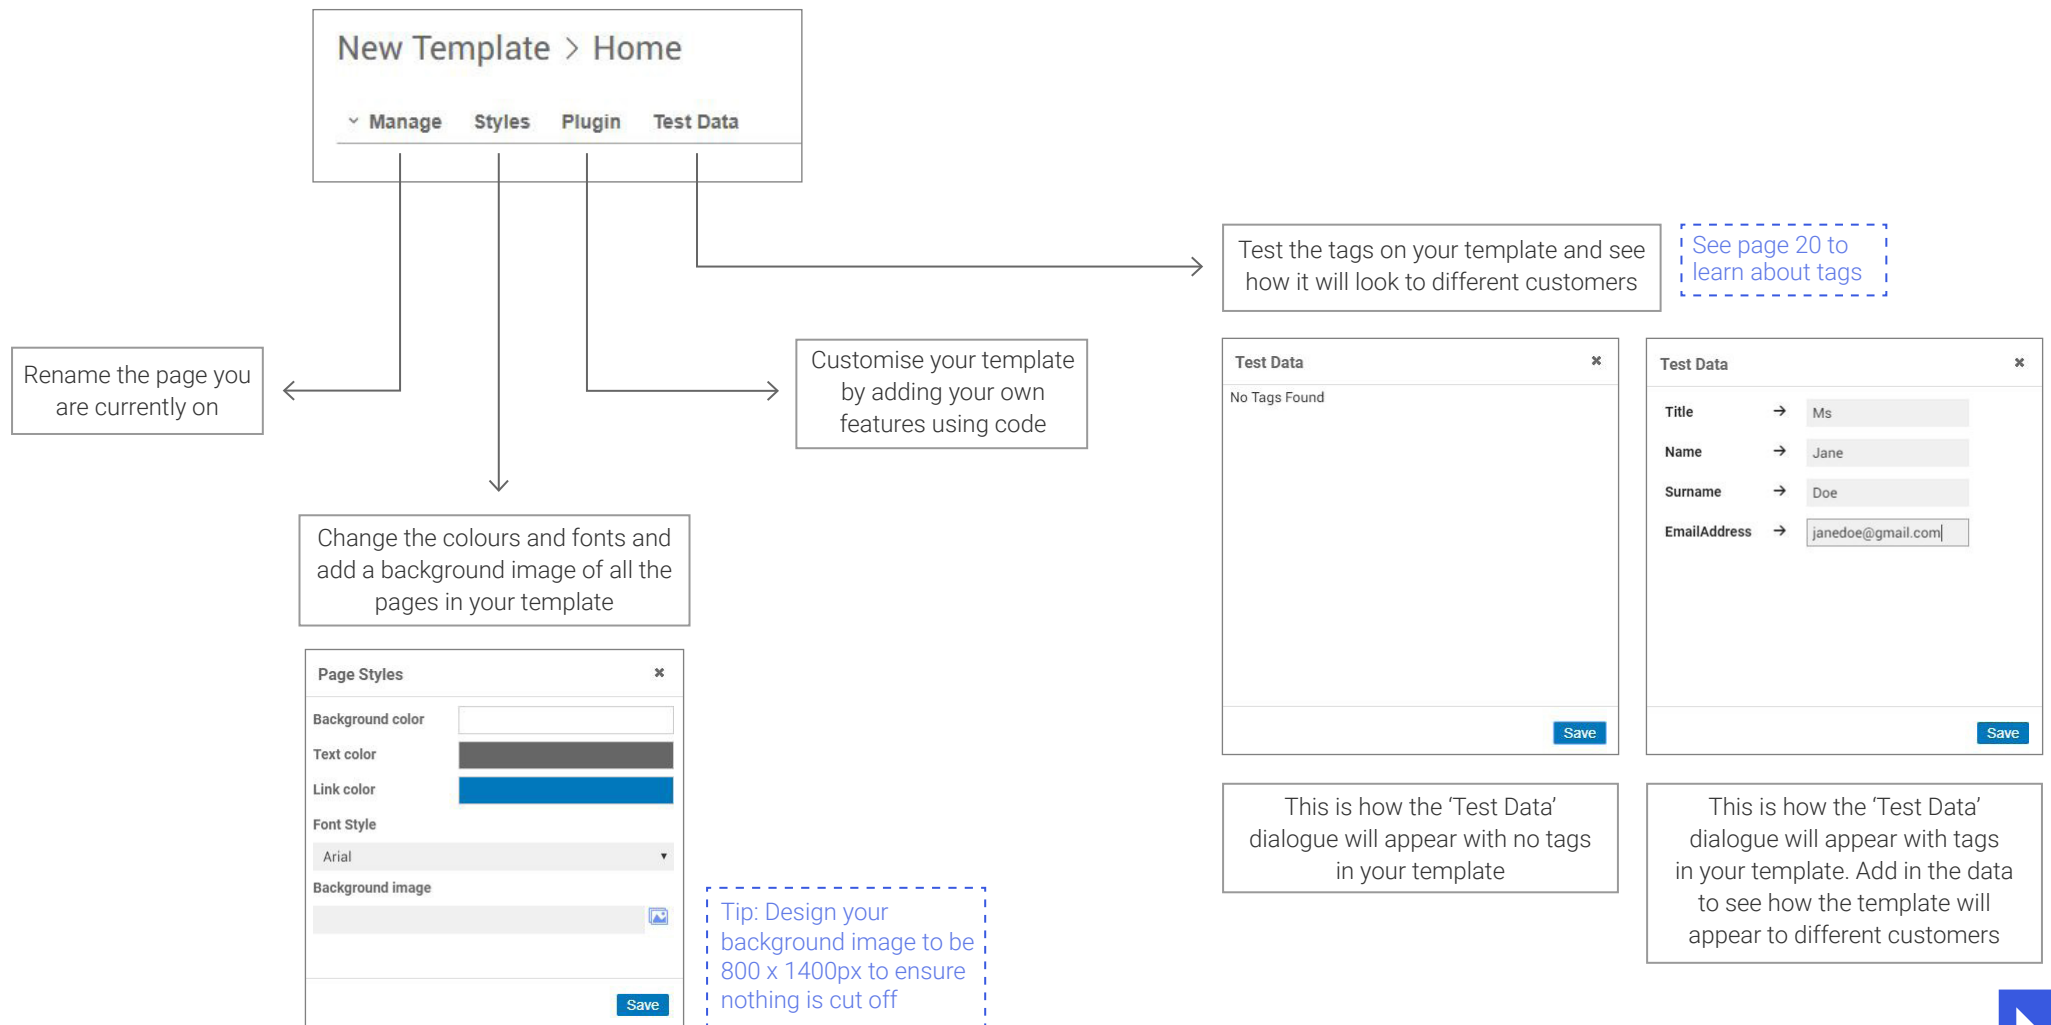 New Template > Home
Manage Styles Plugin Test Data
Test the tags on your template and see
how it will look to different customers
See page 20 to
learn about tags
Rename the page you
are currently on
Customise your template
by adding your own
features using code
Change the colours and fonts and
add a background image of all the
pages in your template
Page Styles
Background color
Text color
Link color
Font Style
Arial
Background image
Save
Tip: Design your
background image to be
800 x 1400px to ensure
nothing is cut off
Test Data
No Tags Found
Save
This is how the ‘Test Data’
dialogue will appear with no tags
in your template
Test Data
Title → Ms
Name → Jane
Surname → Doe
EmailAddress → janedoe@gmail.com
Save
This is how the ‘Test Data’
dialogue will appear with tags
in your template. Add in the data
to see how the template will
appear to different customers